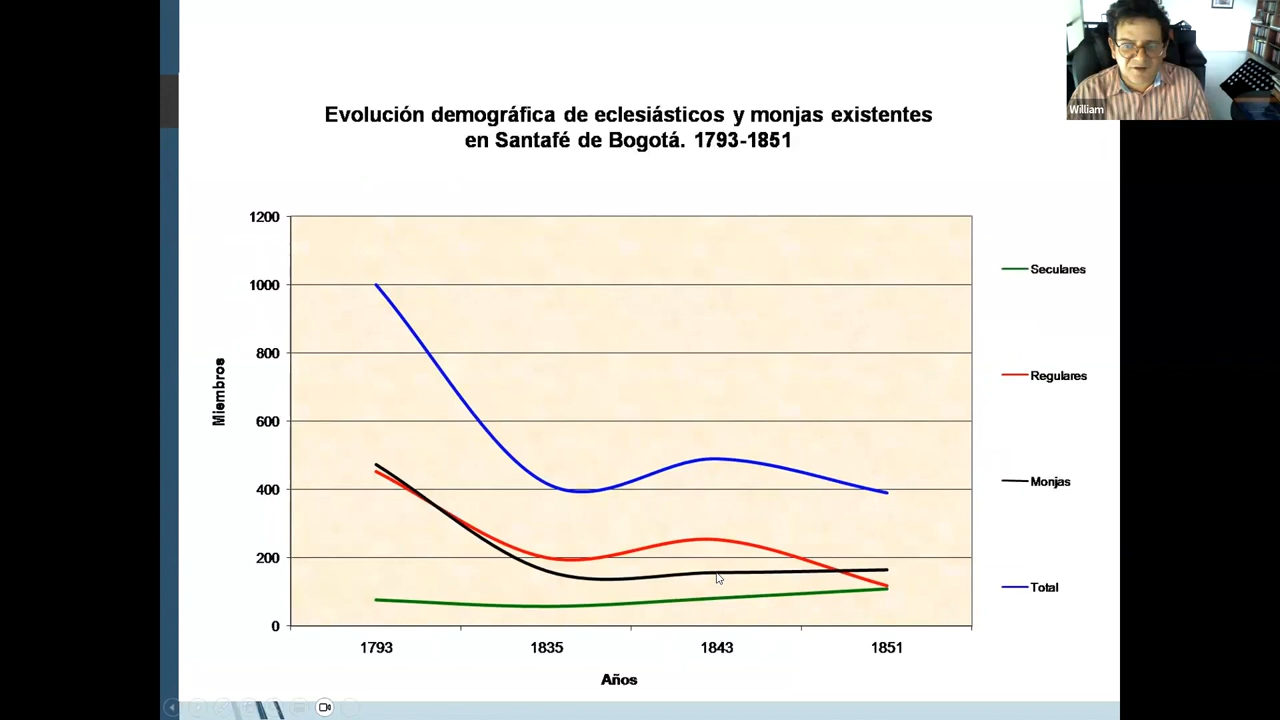 William
Evolución demográfica de eclesiásticos y monjas existentes
en Santafé de Bogotá. 1793-1851
1200
1000
800
600
400
200
0
Miembros
1793
1835
1843
1851
Años
Seculares
Regulares
Monjas
Total